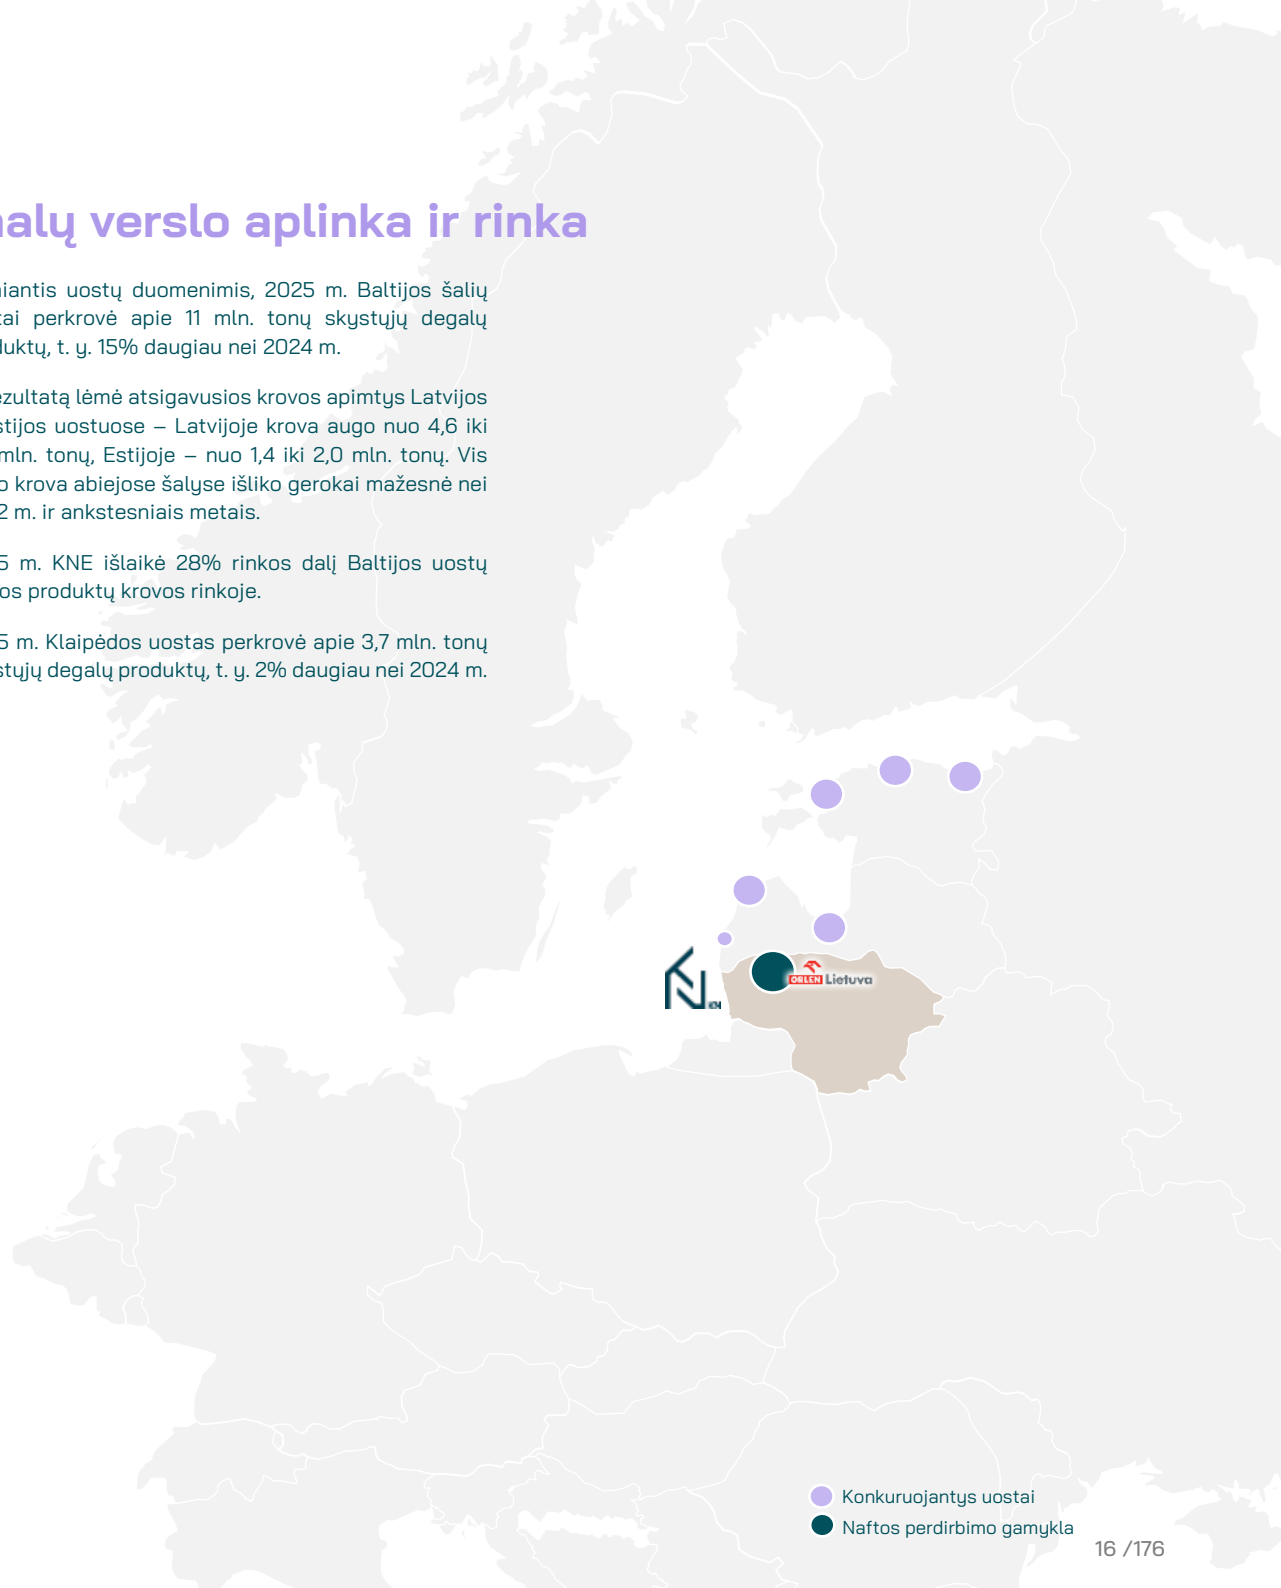 alų verslo aplinka ir rinka
iantis uostų duomenimis, 2025 m. Baltijos šalių
tai perkrovė apie 11 mln. tonų skystųjų degalų
duktų, t. y. 15% daugiau nei 2024 m.
ezultatą lėmė atsigavusios krovos apimtys Latvijos
stijos uostuose – Latvijoje krova augo nuo 4,6 iki
mln. tonų, Estijoje – nuo 1,4 iki 2,0 mln. tonų. Vis
o krova abiejose šalyse išliko gerokai mažesnė nei
2 m. ir ankstesniais metais.
5 m. KNE išlaikė 28% rinkos dalį Baltijos uostų
os produktų krovos rinkoje.
5 m. Klaipėdos uostas perkrovė apie 3,7 mln. tonų
stųjų degalų produktų, t. y. 2% daugiau nei 2024 m.
ORLEN Lietuva
Konkuruojantys uostai
Naftos perdirbimo gamykla
16 /176